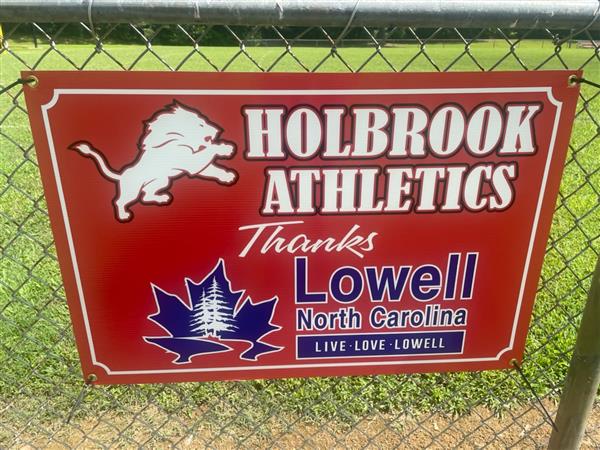 HOLBROOK
ATHLETICS
Thanks
Lowell
North Carolina
LIVE · LOVE · LOWELL